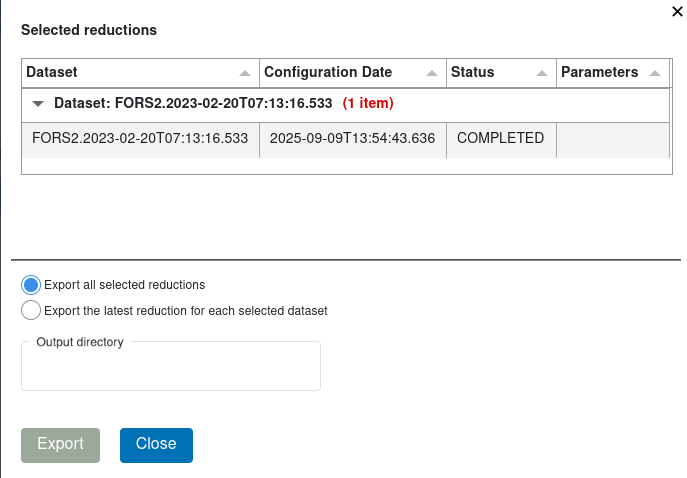 Selected reductions
Dataset Configuration Date Status Parameters
Dataset: FORS2.2023-02-20T07:13:16.533 (1 item)
FORS2.2023-02-20T07:13:16.533 2025-09-09T13:54:43.636 COMPLETED
Export all selected reductions
Export the latest reduction for each selected dataset
Output directory
Export Close